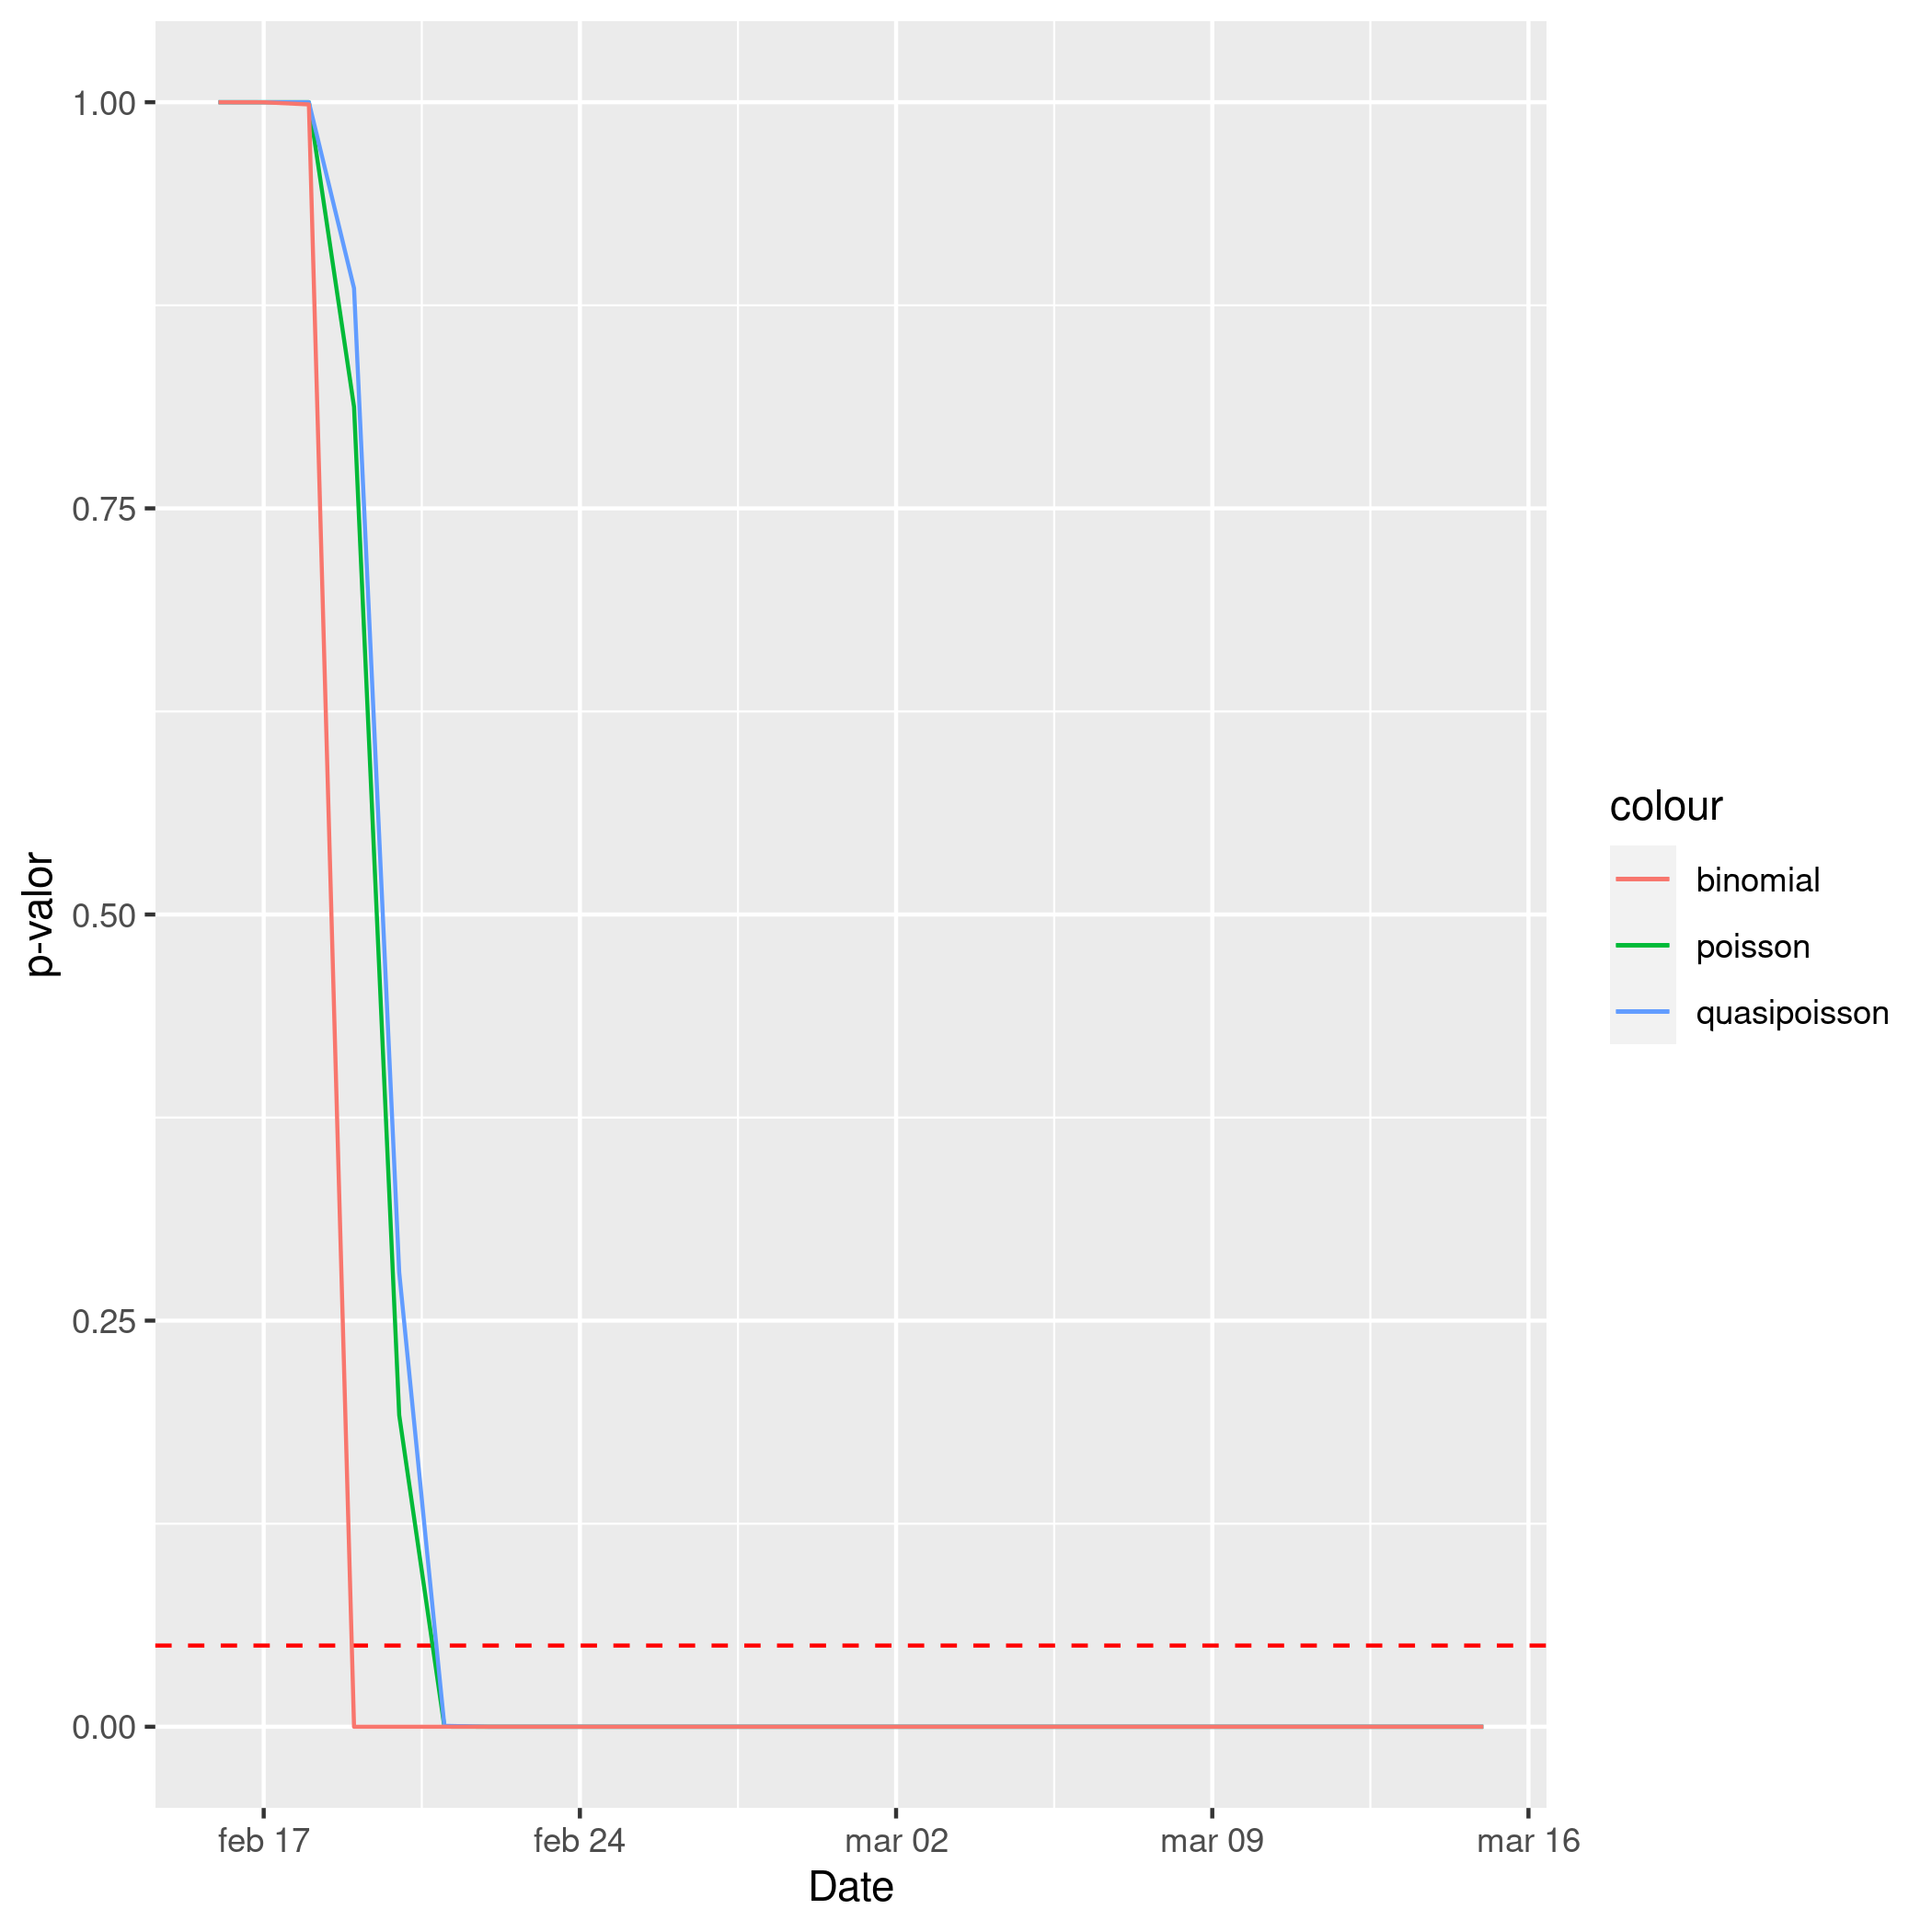 1.00
0.75
0.50
0.25
0.00
p-valor
feb 17
feb 24
mar 02
mar 09
mar 16
Date
colour
binomial
poisson
quasipoisson